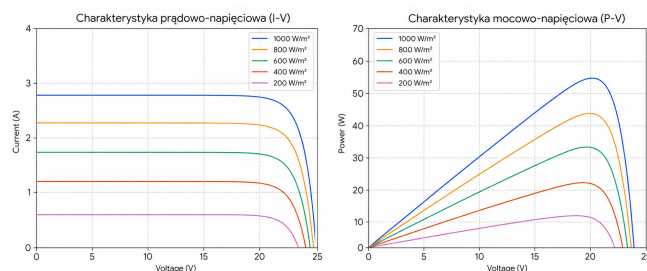 Charakterystyka prądowo-napięciowa (I-V)
4
3
2
1
0
Current (A)
1000 W/m²
800 W/m²
600 W/m²
400 W/m²
200 W/m²
0
5
10
15
20
25
Voltage (V)
Charakterystyka mocowo-napięciowa (P-V)
70
60
50
40
30
20
10
0
Power (W)
1000 W/m²
800 W/m²
600 W/m²
400 W/m²
200 W/m²
0
5
10
15
20
25
Voltage (V)